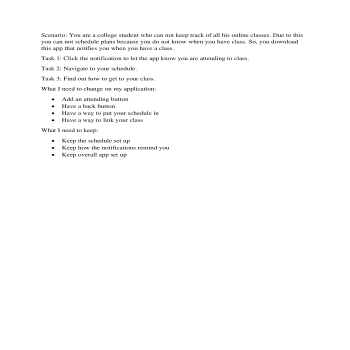 Scenario: You are a college student who can not keep track of all his online classes. Due to this
you can not schedule plans because you do not know when you have class. So, you download
this app that notifies you when you have a class.
Task 1: Click the notification to let the app know you are attending to class.
Task 2: Navigate to your schedule.
Task 3: Find out how to get to your class.
What I need to change on my application:
• Add an attending button
• Have a back button
• Have a way to put your schedule in
• Have a way to link your class
What I need to keep:
• Keep the schedule set up
• Keep how the notifications remind you
• Keep overall app set up